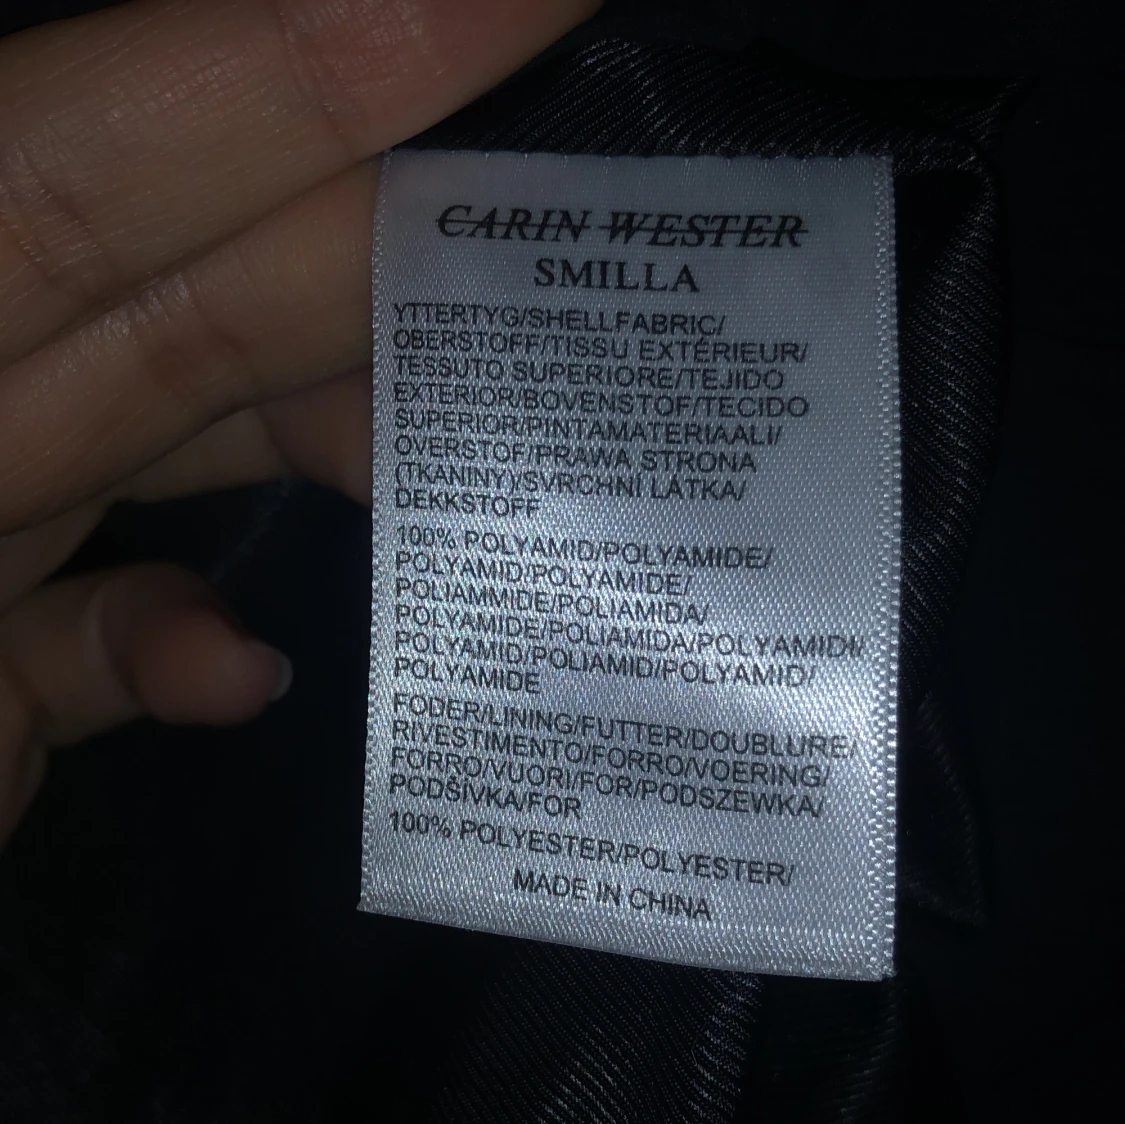 CARIN WESTER
SMILLA
YTTERTYG/SHELLFABRIC/
OBERSTOFF/TISSU EXTÉRIEUR/
TESSUTO SUPERIORE/TEJIDO
EXTERIOR/BOVENSTOF/TECIDO
SUPERIOR/PINTAMATERIAALI/
OVERSTOF/PRAWA STRONA
(TKANINY)/SVRCHNÍ LÁTKA/
DEKKSTOFF
100% POLYAMID/POLYAMIDE/
POLYAMID/POLYAMIDE/
POLIAMMIDE/POLIAMIDA/
POLYAMIDE/POLIAMIDA/POLYAMIDI/
POLYAMID/POLIAMID/POLYAMID/
POLYAMIDE
FODER/LINING/FUTTER/DOUBLURE/
RIVESTIMENTO/FORRO/VOERING/
FORRO/VUORI/FOR/PODSZEWKA/
PODŠÍVKA/FOR
100% POLYESTER/POLYESTER/
MADE IN CHINA